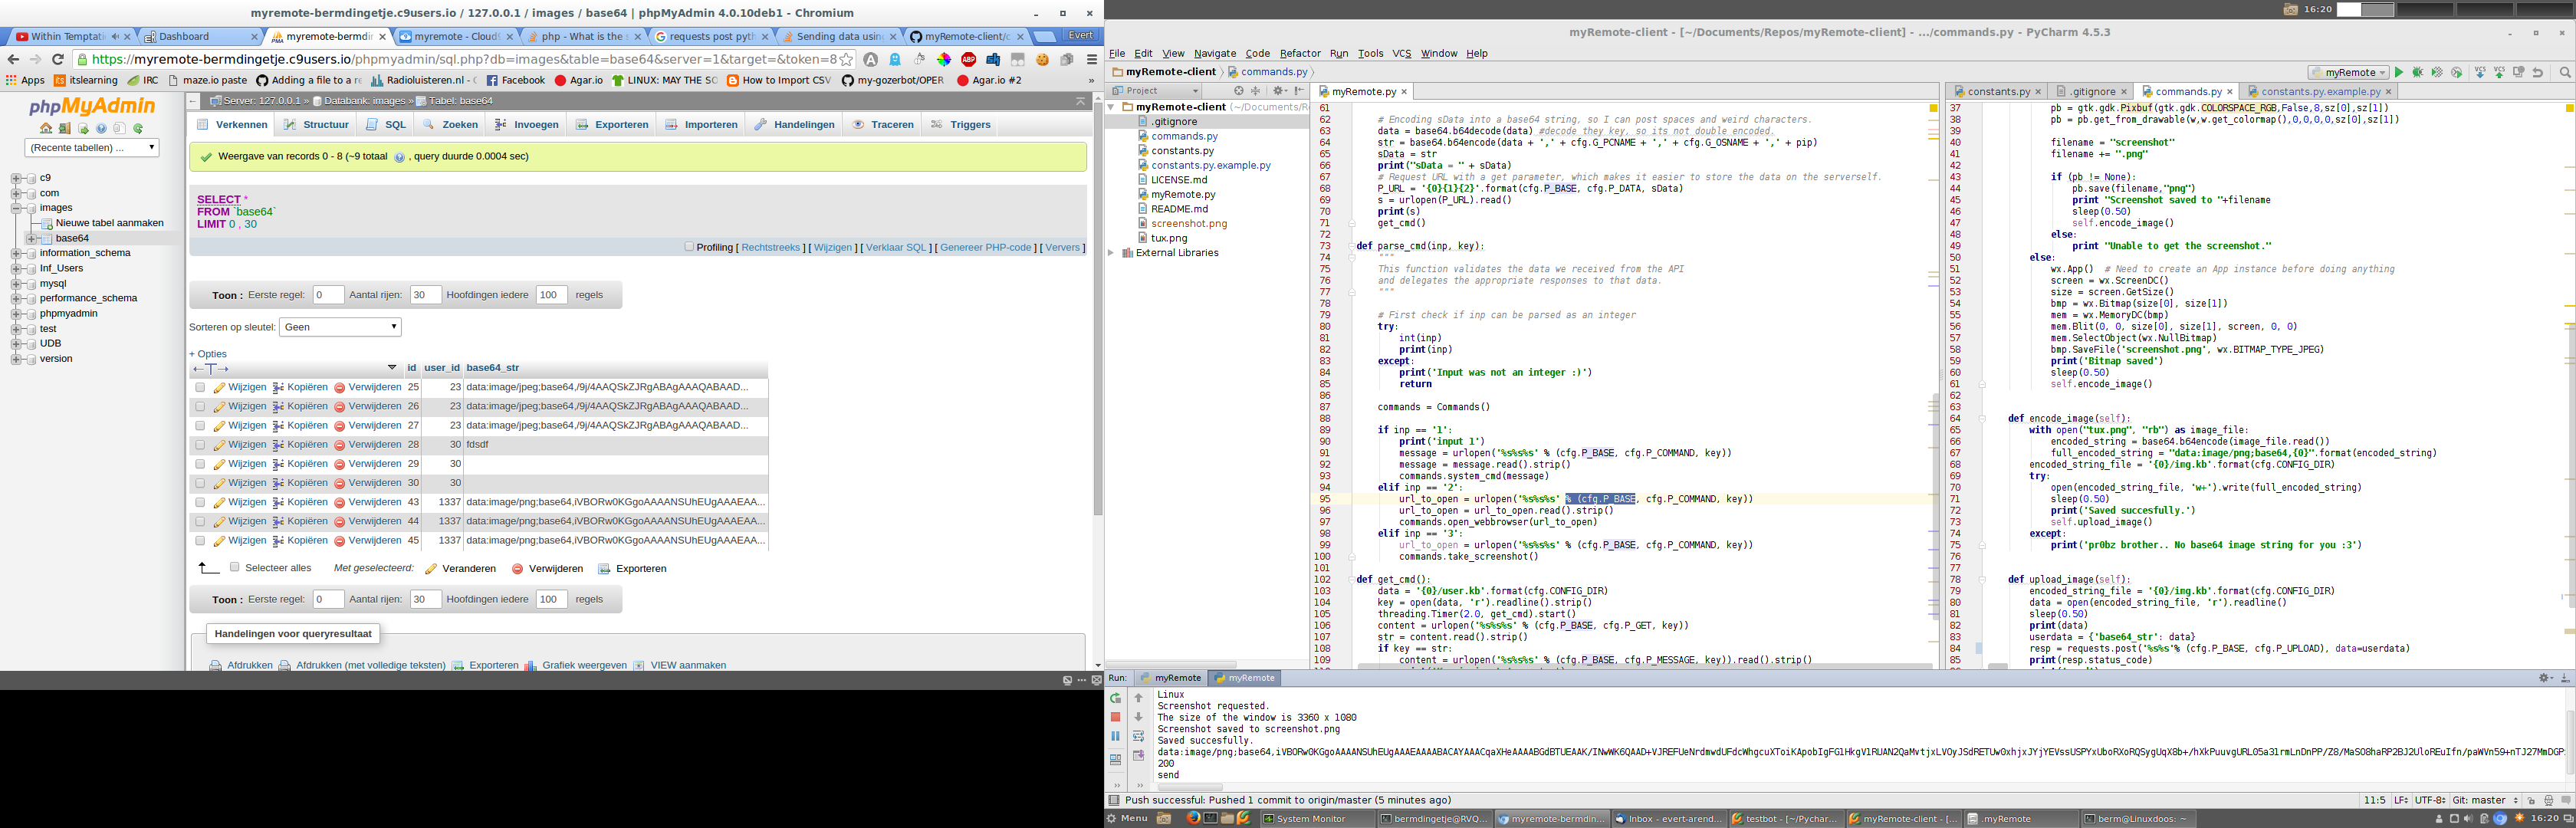 myremote-bermdingetje.c9users.io / 127.0.0.1 / images / base64 | phpMyAdmin 4.0.10deb1 - Chromium
Within Temptati
Dashboard
myremote-bermdin
myremote - Cloud
php - What is the s
requests post pyth
Sending data using
myRemote-client/c
Evert
https://myremote-bermdingetje.c9users.io/phpmyadmin/sql.php?db=images&table=base64&server=1&target=&token=8
Apps itslearning IRC maze.io paste Adding a file to a re Radioluisteren.nl - Facebook Agar.io LINUX: MAY THE SO How to Import CSV my-gozerbot/OPER Agar.io #2 »
phpMyAdmin
(Recente tabellen) ...
c9
com
images
Nieuwe tabel aanmaken
base64
information_schema
Inf_Users
mysql
performance_schema
phpmyadmin
test
UDB
version
Server: 127.0.0.1 » Databank: images » Tabel: base64
Verkennen Structuur SQL Zoeken Invoegen Exporteren Importeren Handelingen Traceren Triggers
Weergave van records 0 - 8 (~9 totaal , query duurde 0.0004 sec)
SELECT *
FROM `base64`
LIMIT 0 , 30
Profiling [ Rechtstreeks ] [ Wijzigen ] [ Verklaar SQL ] [ Genereer PHP-code ] [ Ververs ]
Toon : Eerste regel: 0 Aantal rijen: 30 Hoofdingen iedere 100 regels
Sorteren op sleutel: Geen
+ Opties
←T→ id user_id base64_str
Wijzigen Kopiëren Verwijderen 25 23 data:image/jpeg;base64,/9j/4AAQSkZJRgABAgAAAQABAAD...
Wijzigen Kopiëren Verwijderen 26 23 data:image/jpeg;base64,/9j/4AAQSkZJRgABAgAAAQABAAD...
Wijzigen Kopiëren Verwijderen 27 23 data:image/jpeg;base64,/9j/4AAQSkZJRgABAgAAAQABAAD...
Wijzigen Kopiëren Verwijderen 28 30 fdsdf
Wijzigen Kopiëren Verwijderen 29 30
Wijzigen Kopiëren Verwijderen 30 30
Wijzigen Kopiëren Verwijderen 43 1337 data:image/png;base64,iVBORw0KGgoAAAANSUhEUgAAAEAA...
Wijzigen Kopiëren Verwijderen 44 1337 data:image/png;base64,iVBORw0KGgoAAAANSUhEUgAAAEAA...
Wijzigen Kopiëren Verwijderen 45 1337 data:image/png;base64,iVBORw0KGgoAAAANSUhEUgAAAEAA...
Selecteer alles Met geselecteerd: Veranderen Verwijderen Exporteren
Toon : Eerste regel: 0 Aantal rijen: 30 Hoofdingen iedere 100 regels
Handelingen voor queryresultaat
Afdrukken Afdrukken (met volledige teksten) Exporteren Grafiek weergeven VIEW aanmaken
16:20
myRemote-client - [~/Documents/Repos/myRemote-client] - .../commands.py - PyCharm 4.5.3
File Edit View Navigate Code Refactor Run Tools VCS Window Help
myRemote-client commands.py
myRemote
Project
myRemote-client (~/Documents/R
.gitignore
commands.py
constants.py
constants.py.example.py
LICENSE.md
myRemote.py
README.md
screenshot.png
tux.png
External Libraries
myRemote.py
61
62 # Encoding sData into a base64 string, so I can post spaces and weird characters.
63 data = base64.b64decode(data) #decode they key, so its not double encoded.
64 str = base64.b64encode(data + ',' + cfg.G_PCNAME + ',' + cfg.G_OSNAME + ',' + pip)
65 sData = str
66 print("sData = " + sData)
67 # Request URL with a get parameter, which makes it easier to store the data on the serverself.
68 P_URL = '{0}{1}{2}'.format(cfg.P_BASE, cfg.P_DATA, sData)
69 s = urlopen(P_URL).read()
70 print(s)
71 get_cmd()
72
73 def parse_cmd(inp, key):
74 """
75 This function validates the data we received from the API
76 and delegates the appropriate responses to that data.
77 """
78
79 # First check if inp can be parsed as an integer
80 try:
81 int(inp)
82 print(inp)
83 except:
84 print('Input was not an integer :)')
85 return
86
87 commands = Commands()
88
89 if inp == '1':
90 print('input 1')
91 message = urlopen('%s%s%s' % (cfg.P_BASE, cfg.P_COMMAND, key))
92 message = message.read().strip()
93 commands.system_cmd(message)
94 elif inp == '2':
95 url_to_open = urlopen('%s%s%s' % (cfg.P_BASE, cfg.P_COMMAND, key))
96 url_to_open = url_to_open.read().strip()
97 commands.open_webbrowser(url_to_open)
98 elif inp == '3':
99 url_to_open = urlopen('%s%s%s' % (cfg.P_BASE, cfg.P_COMMAND, key))
100 commands.take_screenshot()
101
102 def get_cmd():
103 data = '{0}/user.kb'.format(cfg.CONFIG_DIR)
104 key = open(data, 'r').readline().strip()
105 threading.Timer(2.0, get_cmd).start()
106 content = urlopen('%s%s%s' % (cfg.P_BASE, cfg.P_GET, key))
107 str = content.read().strip()
108 if key == str:
109 content = urlopen('%s%s%s' % (cfg.P_BASE, cfg.P_MESSAGE, key)).read().strip()
constants.py .gitignore commands.py constants.py.example.py
37 pb = gtk.gdk.Pixbuf(gtk.gdk.COLORSPACE_RGB,False,8,sz[0],sz[1])
38 pb = pb.get_from_drawable(w,w.get_colormap(),0,0,0,0,sz[0],sz[1])
39
40 filename = "screenshot"
41 filename += ".png"
42
43 if (pb != None):
44 pb.save(filename,"png")
45 print "Screenshot saved to "+filename
46 sleep(0.50)
47 self.encode_image()
48 else:
49 print "Unable to get the screenshot."
50 else:
51 wx.App() # Need to create an App instance before doing anything
52 screen = wx.ScreenDC()
53 size = screen.GetSize()
54 bmp = wx.Bitmap(size[0], size[1])
55 mem = wx.MemoryDC(bmp)
56 mem.Blit(0, 0, size[0], size[1], screen, 0, 0)
57 mem.SelectObject(wx.NullBitmap)
58 bmp.SaveFile('screenshot.png', wx.BITMAP_TYPE_JPEG)
59 print('Bitmap saved')
60 sleep(0.50)
61 self.encode_image()
62
63
64 def encode_image(self):
65 with open("tux.png", "rb") as image_file:
66 encoded_string = base64.b64encode(image_file.read())
67 full_encoded_string = "data:image/png;base64,{0}".format(encoded_string)
68 encoded_string_file = '{0}/img.kb'.format(cfg.CONFIG_DIR)
69 try:
70 open(encoded_string_file, 'w+').write(full_encoded_string)
71 sleep(0.50)
72 print('Saved succesfully.')
73 self.upload_image()
74 except:
75 print('pr0bz brother.. No base64 image string for you :3')
76
77
78 def upload_image(self):
79 encoded_string_file = '{0}/img.kb'.format(cfg.CONFIG_DIR)
80 data = open(encoded_string_file, 'r').readline()
81 sleep(0.50)
82 print(data)
83 userdata = {'base64_str': data}
84 resp = requests.post('%s%s'% (cfg.P_BASE, cfg.P_UPLOAD), data=userdata)
85 print(resp.status_code)
Run: myRemote myRemote
Linux
Screenshot requested.
The size of the window is 3360 x 1080
Screenshot saved to screenshot.png
Saved succesfully.
200
send
Push successful: Pushed 1 commit to origin/master (5 minutes ago)
11:5 LF UTF-8 Git: master
Menu System Monitor bermdingetje@RVQ... myremote-bermdin... Inbox - evert-arend... testbot - [~/Pychar... myRemote-client - [... .myRemote berm@Linuxdoos: ~ 16:20